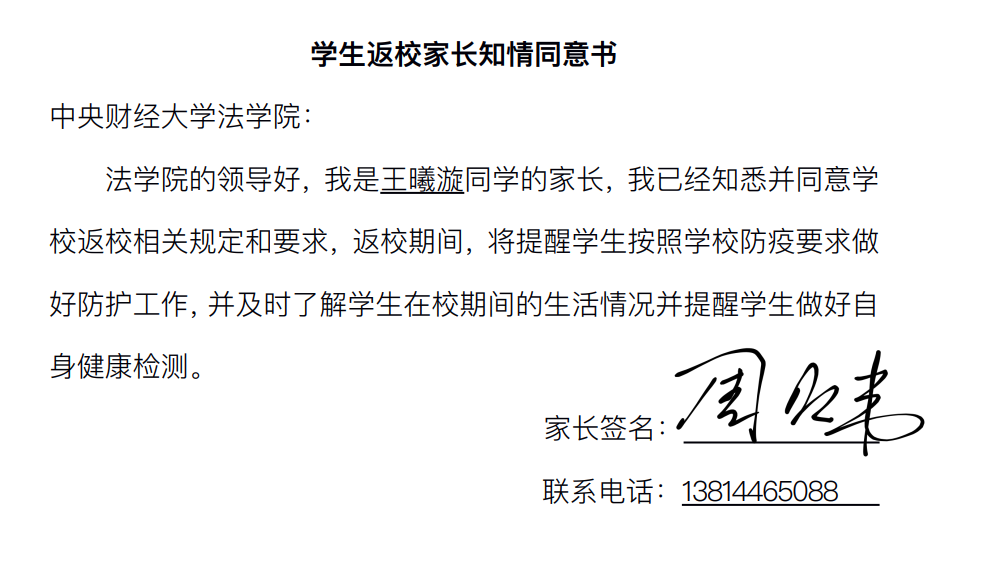 学生返校家长知情同意书
中央财经大学法学院：
法学院的领导好，我是王曦漩同学的家长，我已经知悉并同意学
校返校相关规定和要求，返校期间，将提醒学生按照学校防疫要求做
好防护工作，并及时了解学生在校期间的生活情况并提醒学生做好自
身健康检测。
家长签名：周
联系电话：13814465088